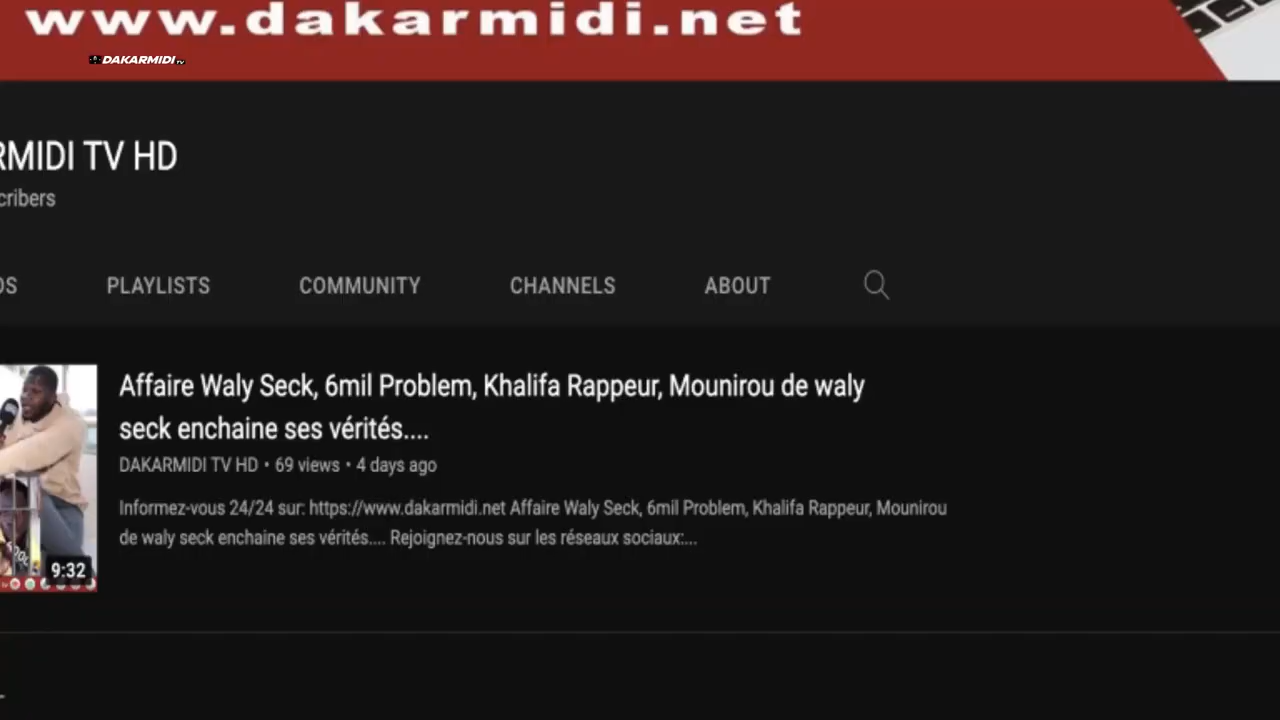 www.dakarmidi.net
DAKARMIDI TV
RMIDI TV HD
cribers
OS
PLAYLISTS
COMMUNITY
CHANNELS
ABOUT
Affaire Waly Seck, 6mil Problem, Khalifa Rappeur, Mounirou de waly
seck enchaine ses vérités....
DAKARMIDI TV HD • 69 views • 4 days ago
Informez-vous 24/24 sur: https://www.dakarmidi.net Affaire Waly Seck, 6mil Problem, Khalifa Rappeur, Mounirou
de waly seck enchaine ses vérités.... Rejoignez-nous sur les réseaux sociaux:...
9:32